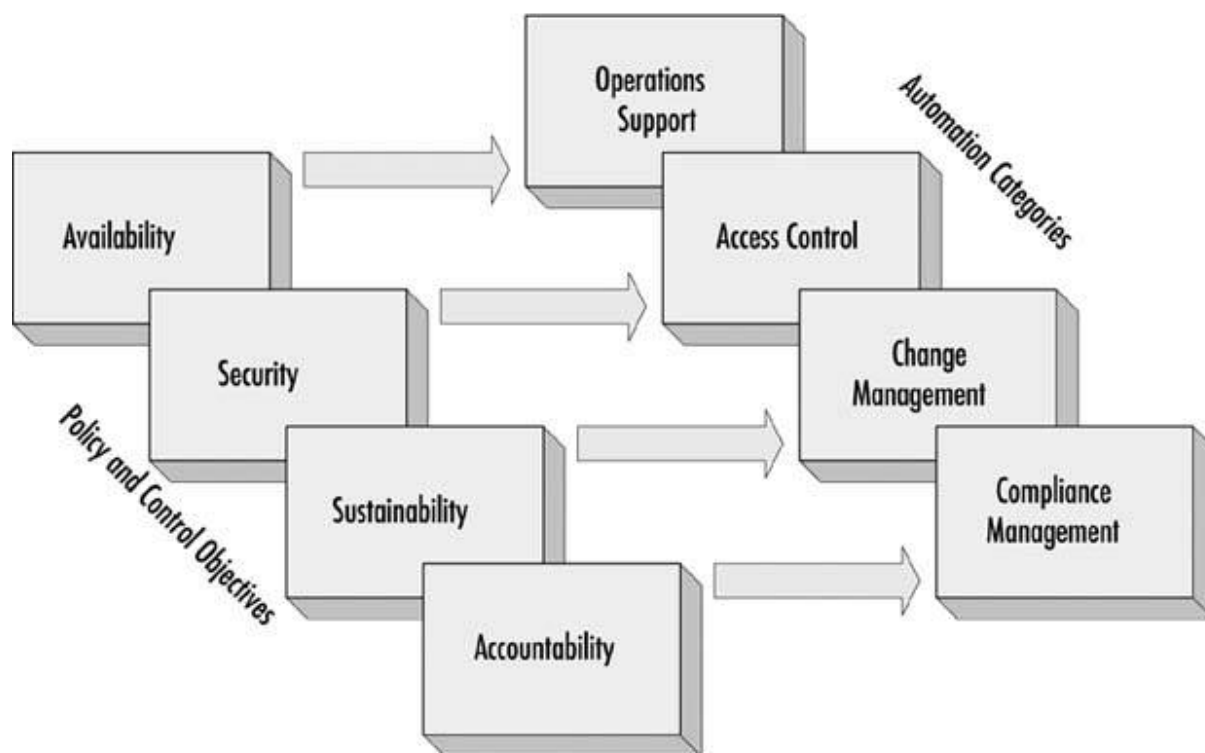 Operations
Support
Automation Categories
Availability
Access Control
Security
Change
Management
Policy and Control Objectives
Sustainability
Compliance
Management
Accountability